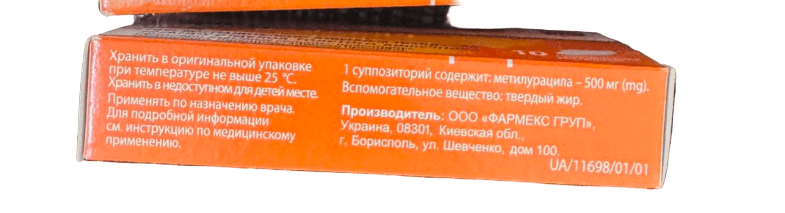 Хранить в оригинальной упаковке
при температуре не выше 25 °С.
Хранить в недоступном для детей месте.
Применять по назначению врача.
Для подробной информации
см. инструкцию по медицинскому
применению.
10
1 суппозиторий содержит: метилурацила – 500 мг (mg).
Вспомогательное вещество: твердый жир.
Производитель: ООО «ФАРМЕКС ГРУП»,
Украина, 08301, Киевская обл.,
г. Борисполь, ул. Шевченко, дом 100.
UA/11698/01/01